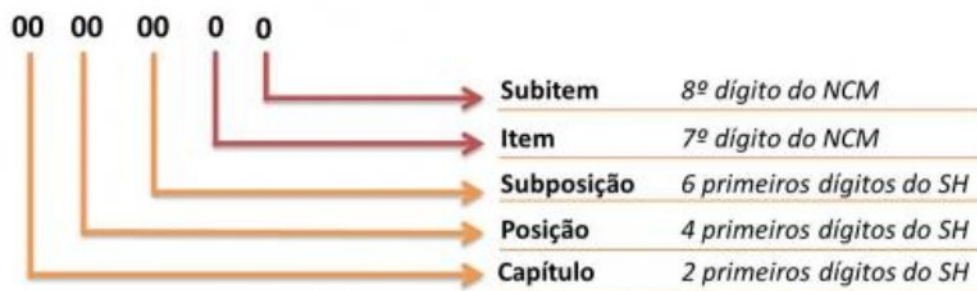 00 00 00 0 0
Subitem 8º dígito do NCM
Item 7º dígito do NCM
Subposição 6 primeiros dígitos do SH
Posição 4 primeiros dígitos do SH
Capítulo 2 primeiros dígitos do SH